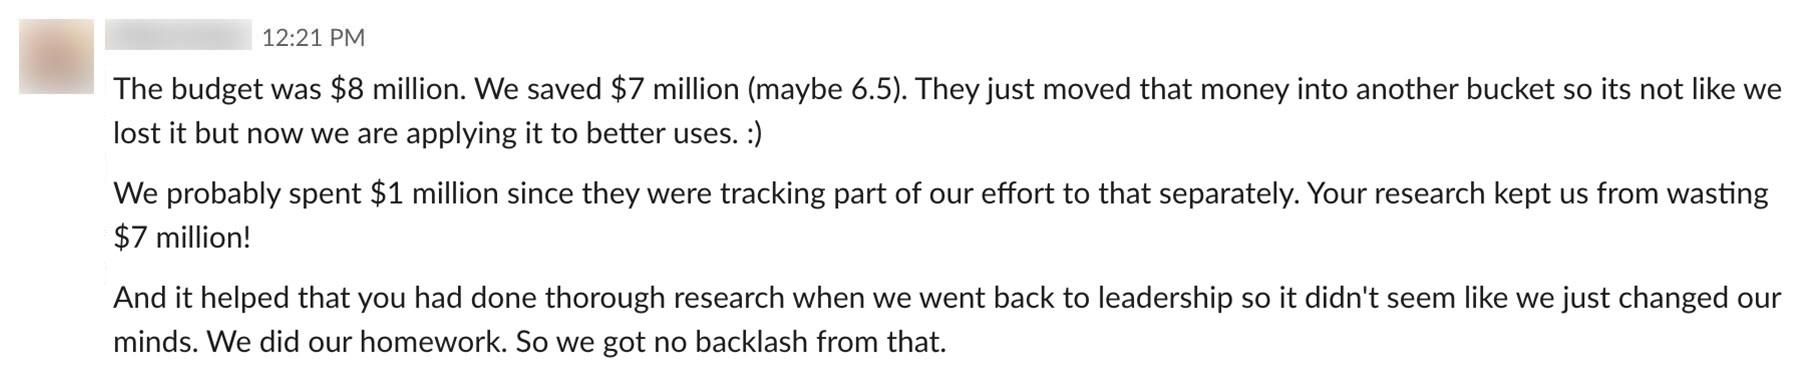 12:21 PM
The budget was $8 million. We saved $7 million (maybe 6.5). They just moved that money into another bucket so its not like we
lost it but now we are applying it to better uses. :)
We probably spent $1 million since they were tracking part of our effort to that separately. Your research kept us from wasting
$7 million!
And it helped that you had done thorough research when we went back to leadership so it didn't seem like we just changed our
minds. We did our homework. So we got no backlash from that.